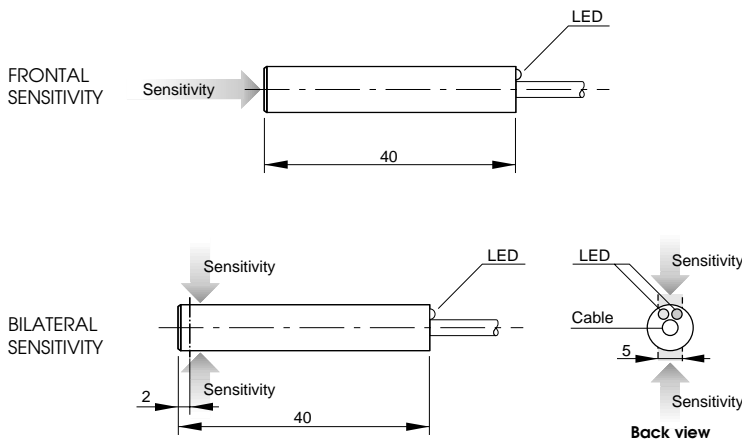 LED
FRONTAL
SENSITIVITY
Sensitivity
40
Sensitivity
LED
LED
Sensitivity
BILATERAL
SENSITIVITY
Cable
5
2
Sensitivity
40
Sensitivity
Back view